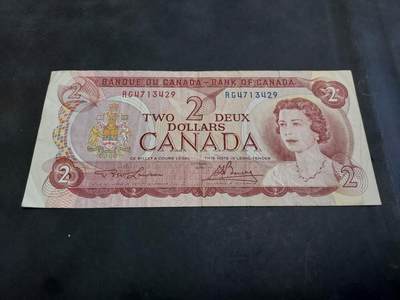 BANQUE DU CANADA - BANK OF CANADA
2 2
RG4713429 RG4713429
2
TWO DEUX
DOLLARS
CANADA
CE BILLET A COURS LÉGAL THIS NOTE IS LEGAL TENDER
2 2